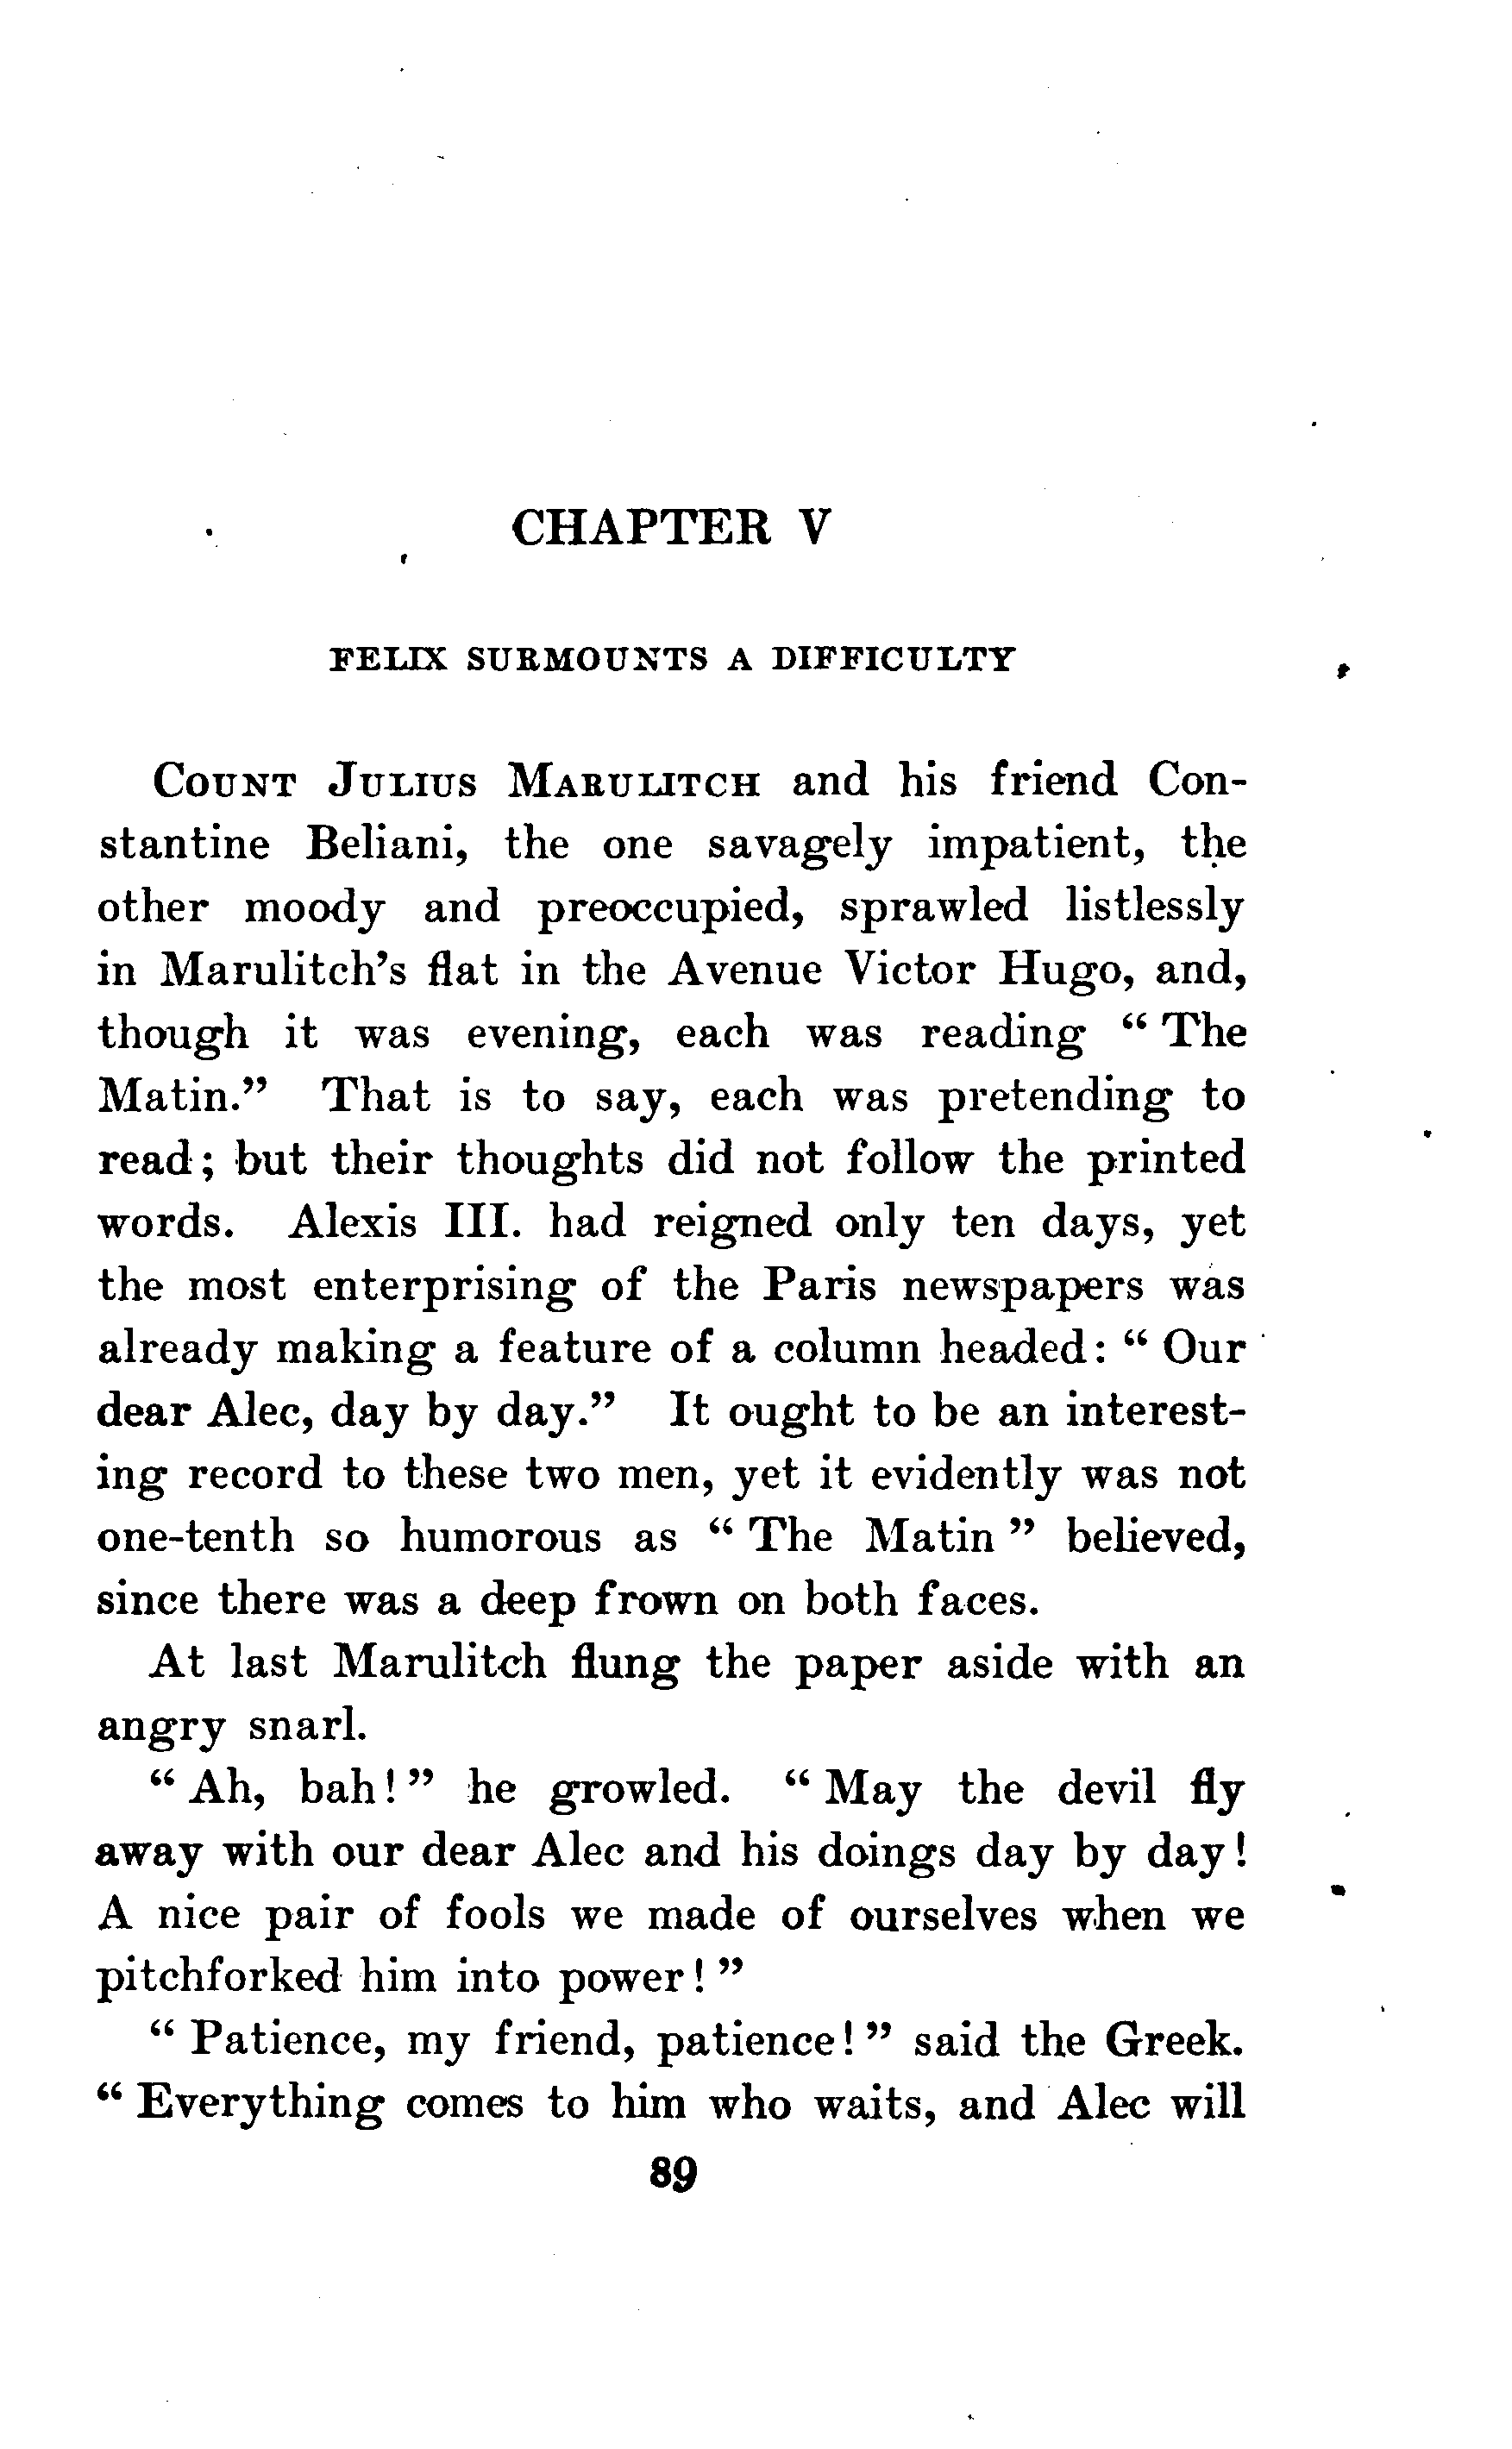 CHAPTER V
FELIX SURMOUNTS A DIFFICULTY
COUNT JULIUS MARULITCH and his friend Con-
stantine Beliani, the one savagely impatient, the
other moody and preoccupied, sprawled listlessly
in Marulitch's flat in the Avenue Victor Hugo, and,
though it was evening, each was reading “ The
Matin.” That is to say, each was pretending to
read; but their thoughts did not follow the printed
words. Alexis III. had reigned only ten days, yet
the most enterprising of the Paris newspapers was
already making a feature of a column headed: “ Our
dear Alec, day by day.” It ought to be an interest-
ing record to these two men, yet it evidently was not
one-tenth so humorous as “ The Matin ” believed,
since there was a deep frown on both faces.
At last Marulitch flung the paper aside with an
angry snarl.
“ Ah, bah! ” he growled. “ May the devil fly
away with our dear Alec and his doings day by day!
A nice pair of fools we made of ourselves when we
pitchforked him into power! ”
“ Patience, my friend, patience! ” said the Greek.
“ Everything comes to him who waits, and Alec will
89